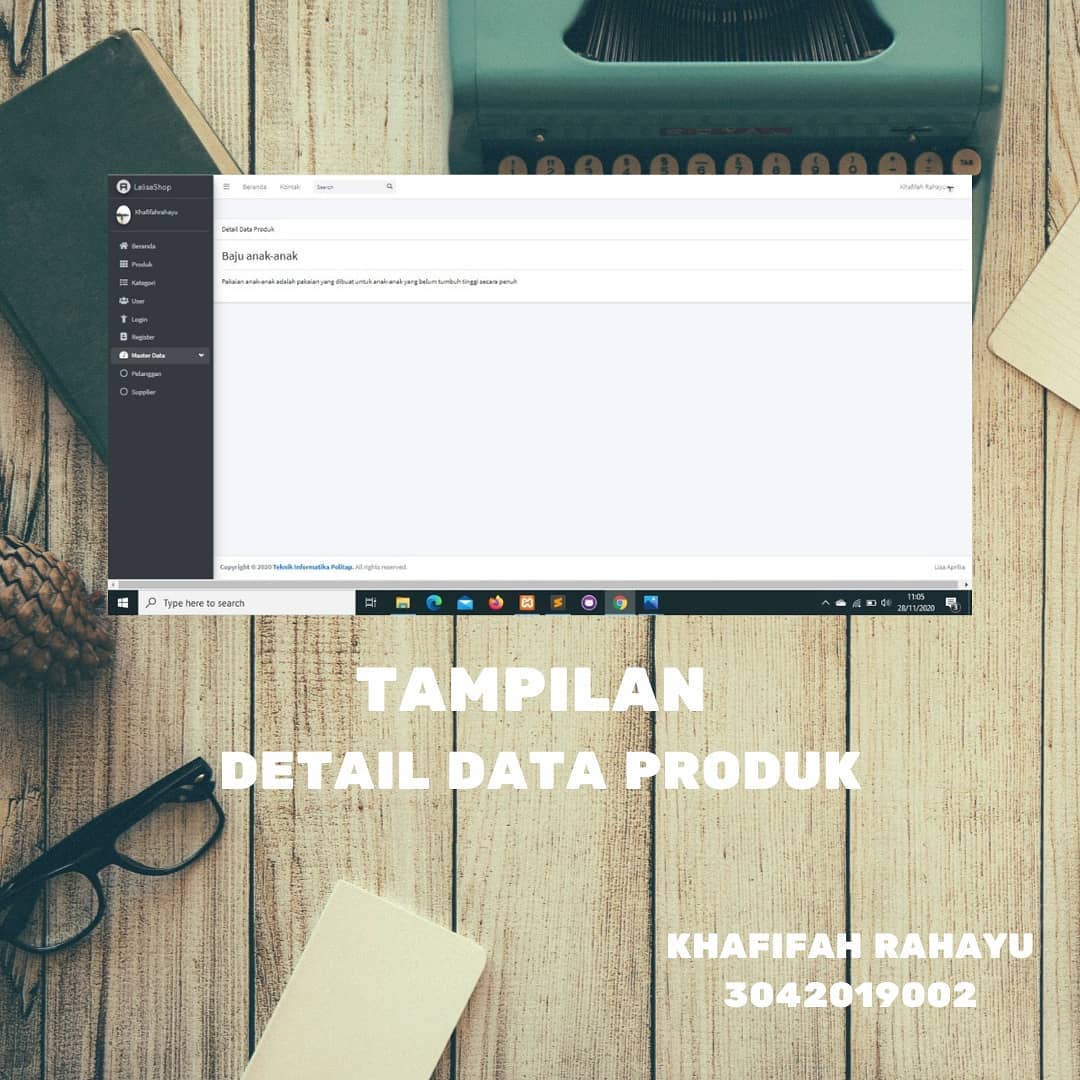 LalisaShop
Beranda Kontak Search
Khafifah Rahayu
Khafifahrahayu
Beranda
Produk
Kategori
User
Login
Register
Master Data
Pelanggan
Supplier
Detail Data Produk
Baju anak-anak
Pakaian anak-anak adalah pakaian yang dibuat untuk anak-anak yang belum tumbuh tinggi secara penuh
Copyright © 2020 Teknik Informatika Politap. All rights reserved.
Lisa Aprilia
Type here to search
11:05
28/11/2020
3
TAB
TAMPILAN
DETAIL DATA PRODUK
KHAFIFAH RAHAYU
3042019002